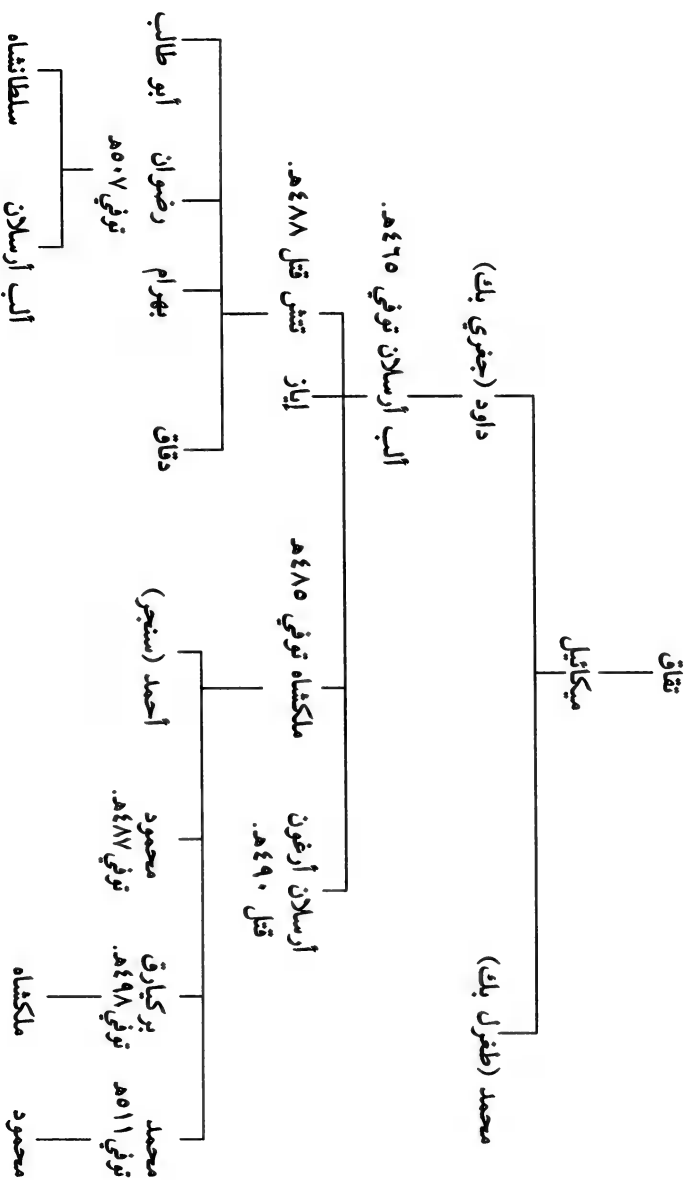 تقاق
ميكائيل
محمد (طغرل بك)
داود (جغري بك)
ألب أرسلان توفي ٤٦٥هـ.
أرسلان أرغون
قتل ٤٩٠هـ.
ملكشاه توفي ٤٨٥هـ
إياز
تتش قتل ٤٨٨هـ.
محمد
توفي ٥١١هـ
بركيارق
توفي ٤٩٨هـ.
محمود
توفي ٤٨٧هـ.
أحمد (سنجر)
دقاق
بهرام
رضوان
توفي ٥٠٧هـ
أبو طالب
محمود
ملكشاه
ألب أرسلان
سلطانشاه